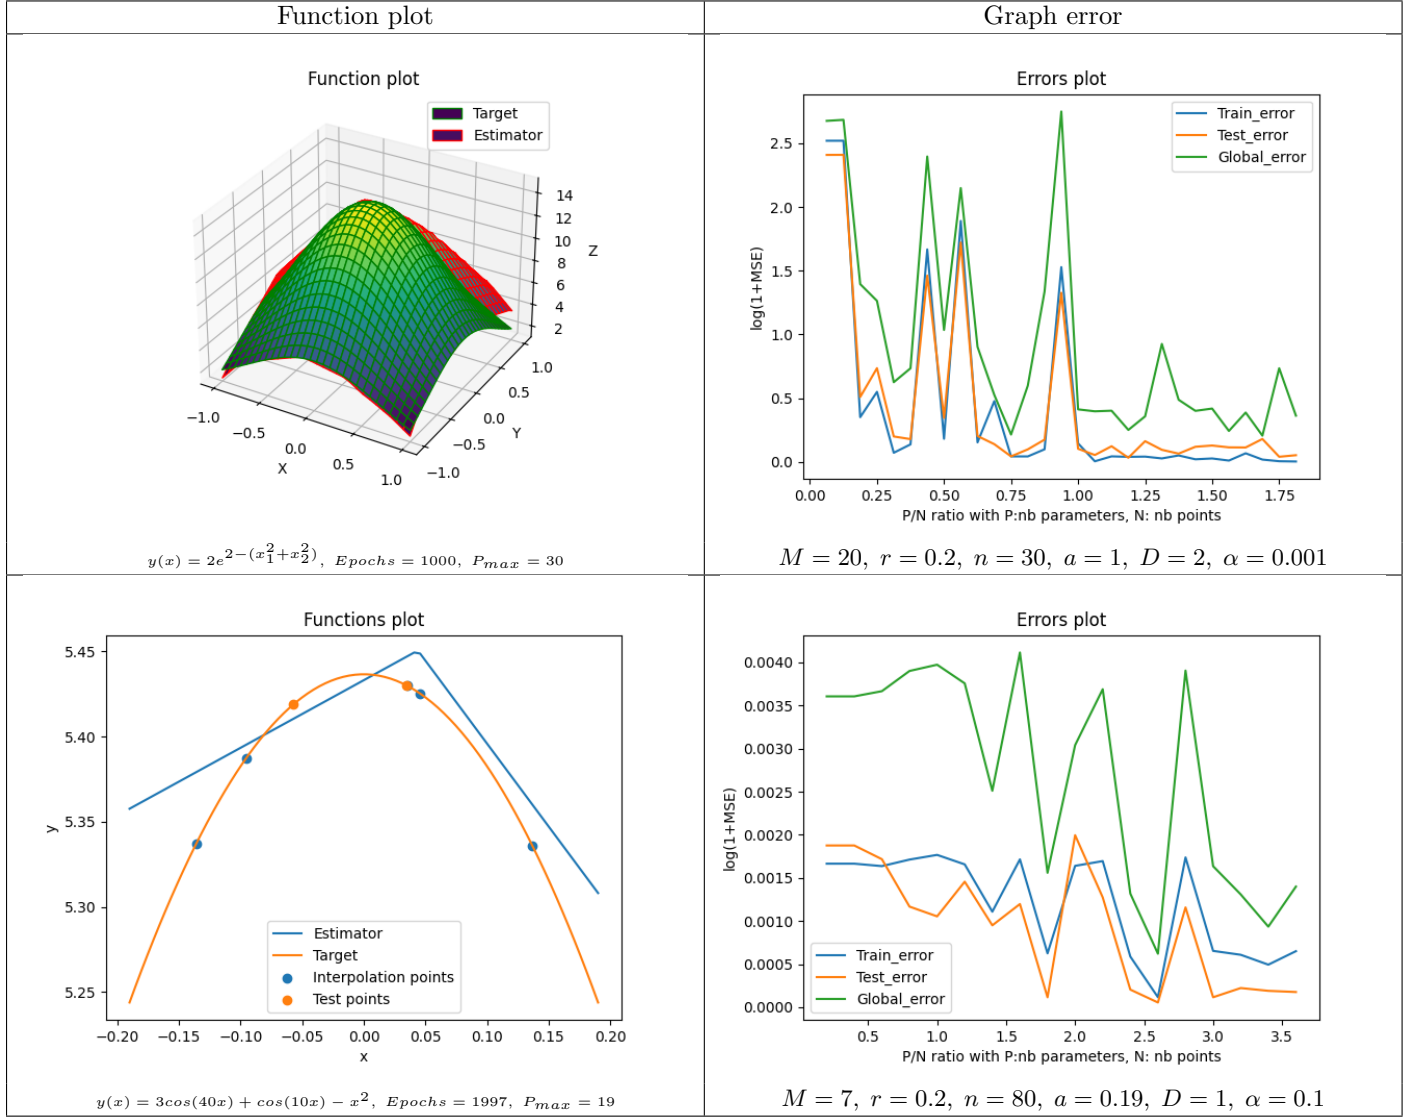 Function plot
Graph error
Function plot
Target
Estimator
14
12
10
8
6
4
2
Z
1.0
0.5
0.0
−0.5
−1.0
Y
−1.0
−0.5
0.0
0.5
1.0
X
Errors plot
Train_error
Test_error
Global_error
2.5
2.0
1.5
1.0
0.5
0.0
log(1+MSE)
0.00 0.25 0.50 0.75 1.00 1.25 1.50 1.75
P/N ratio with P:nb parameters, N: nb points
y(x) = 2e^{2−(x_1^2+x_2^2)}, Epochs = 1000, P_{max} = 30
M = 20, r = 0.2, n = 30, a = 1, D = 2, α = 0.001
Functions plot
5.45
5.40
5.35
5.30
5.25
y
Estimator
Target
Interpolation points
Test points
−0.20 −0.15 −0.10 −0.05 0.00 0.05 0.10 0.15 0.20
x
Errors plot
0.0040
0.0035
0.0030
0.0025
0.0020
0.0015
0.0010
0.0005
0.0000
log(1+MSE)
Train_error
Test_error
Global_error
0.5 1.0 1.5 2.0 2.5 3.0 3.5
P/N ratio with P:nb parameters, N: nb points
y(x) = 3cos(40x) + cos(10x) − x^2, Epochs = 1997, P_{max} = 19
M = 7, r = 0.2, n = 80, a = 0.19, D = 1, α = 0.1